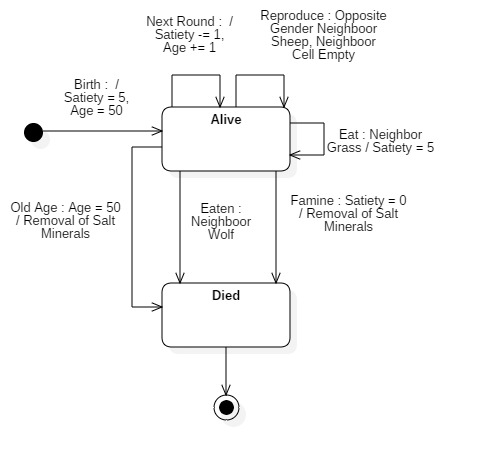 Next Round :  /
Satiety -= 1,
Age += 1
Reproduce : Opposite
Gender Neighboor
Sheep, Neighboor
Cell Empty
Birth :  /
Satiety = 5,
Age = 50
Alive
Eat : Neighbor
Grass / Satiety = 5
Old Age : Age = 50
/ Removal of Salt
Minerals
Eaten :
Neighboor
Wolf
Famine : Satiety = 0
/ Removal of Salt
Minerals
Died